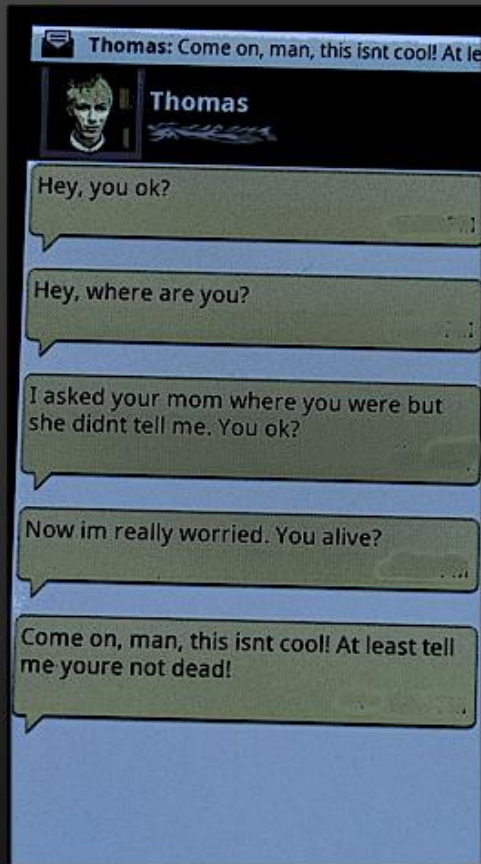 Thomas: Come on, man, this isnt cool! At le
Thomas
Hey, you ok?
Hey, where are you?
I asked your mom where you were but
she didnt tell me. You ok?
Now im really worried. You alive?
Come on, man, this isnt cool! At least tell
me youre not dead!